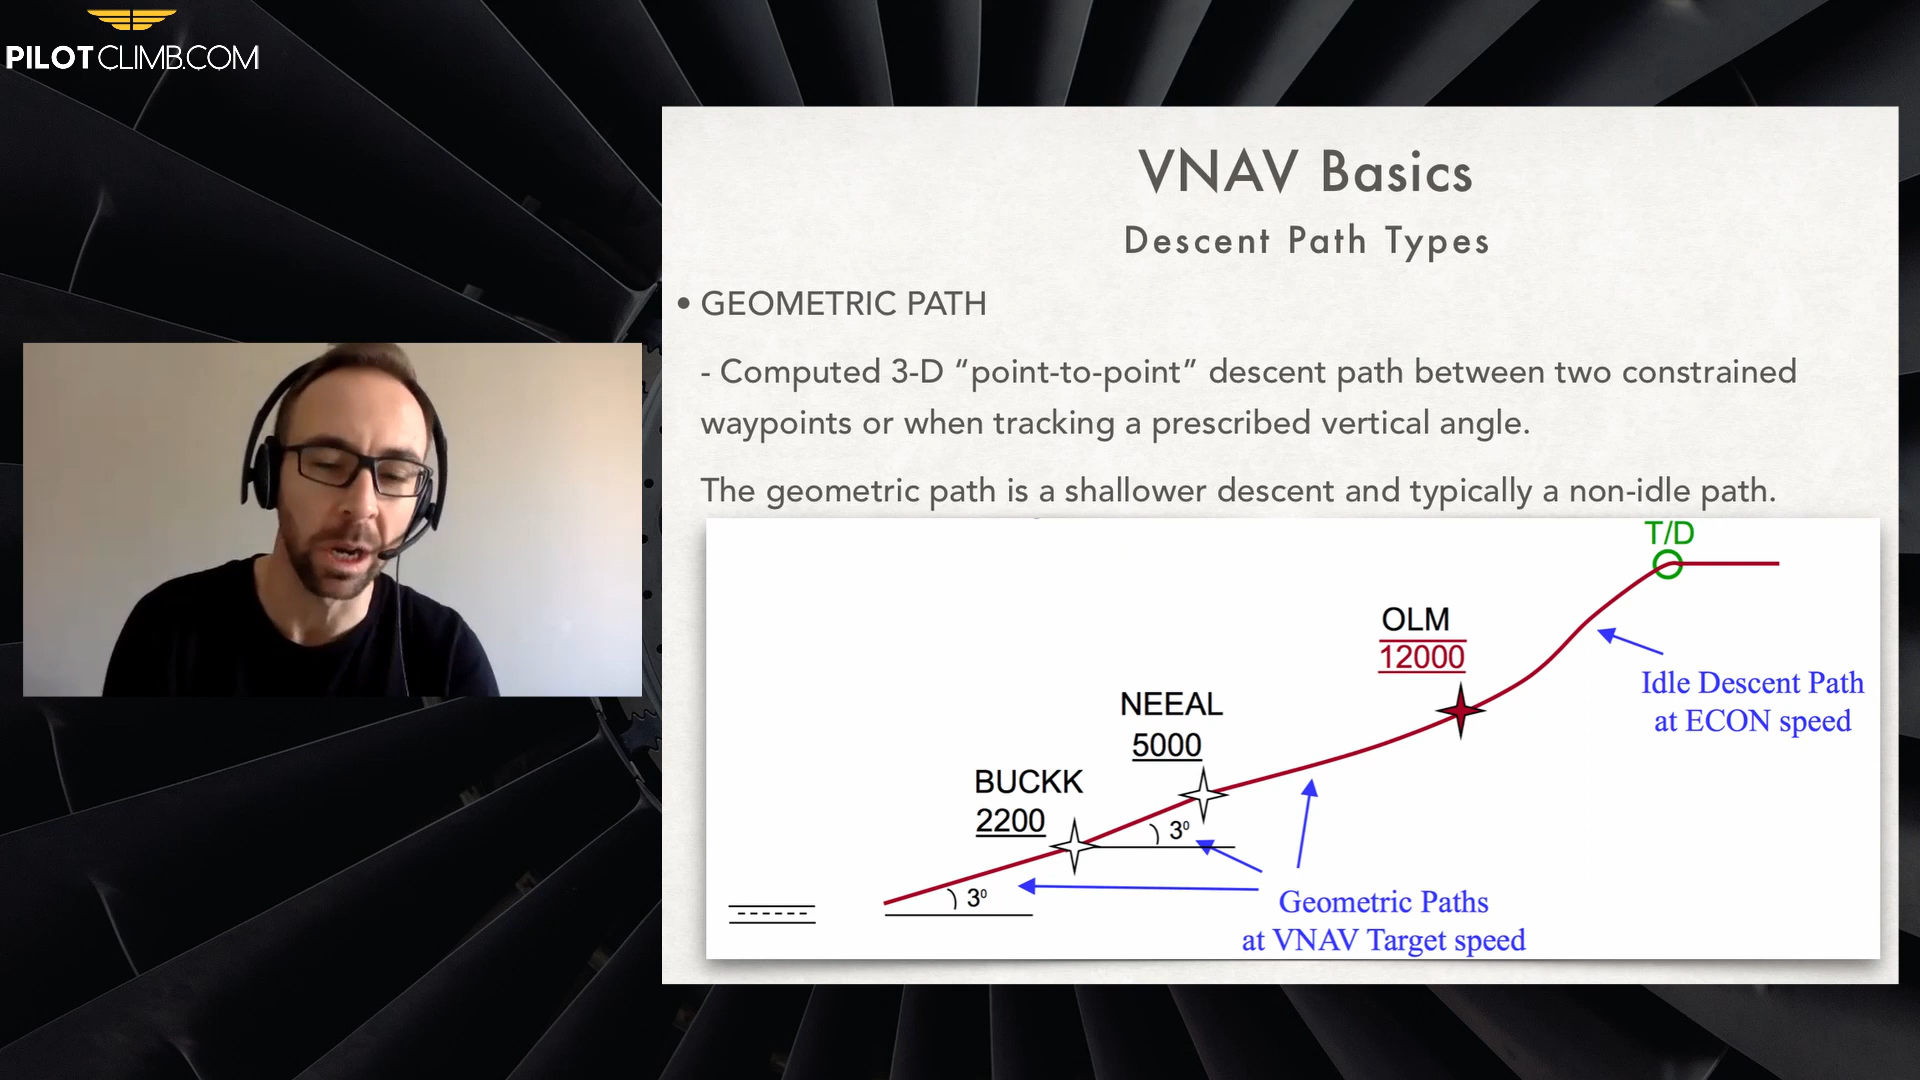 PILOTCLIMB.COM
VNAV Basics
Descent Path Types
• GEOMETRIC PATH
- Computed 3-D “point-to-point” descent path between two constrained
waypoints or when tracking a prescribed vertical angle.
The geometric path is a shallower descent and typically a non-idle path.
T/D
OLM
12000
Idle Descent Path
at ECON speed
NEEAL
5000
BUCKK
2200
3⁰
3⁰
Geometric Paths
at VNAV Target speed